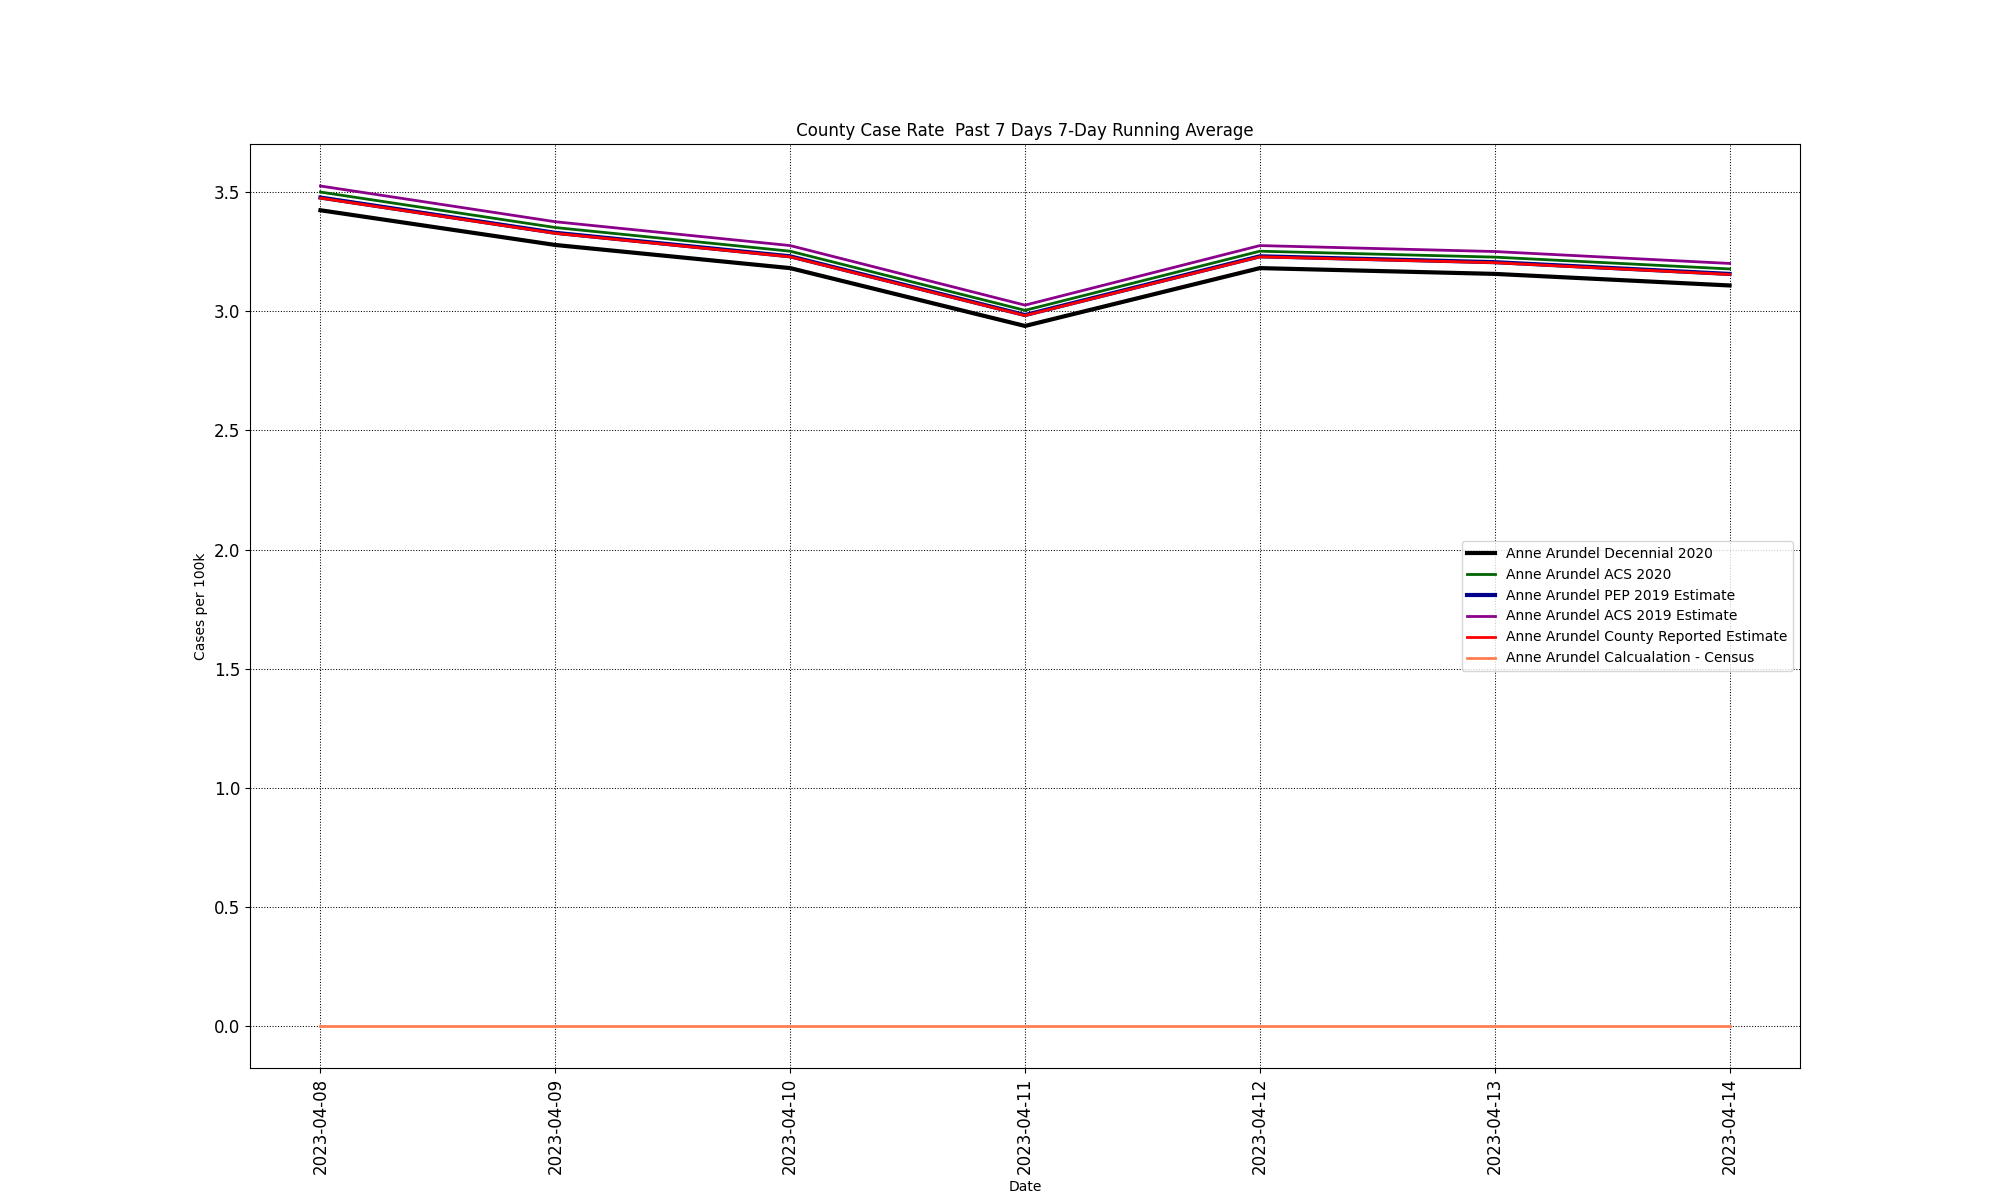 County Case Rate  Past 7 Days 7-Day Running Average
Cases per 100k
3.5
3.0
2.5
2.0
1.5
1.0
0.5
0.0
Anne Arundel Decennial 2020
Anne Arundel ACS 2020
Anne Arundel PEP 2019 Estimate
Anne Arundel ACS 2019 Estimate
Anne Arundel County Reported Estimate
Anne Arundel Calcualation - Census
2023-04-08
2023-04-09
2023-04-10
2023-04-11
2023-04-12
2023-04-13
2023-04-14
Date